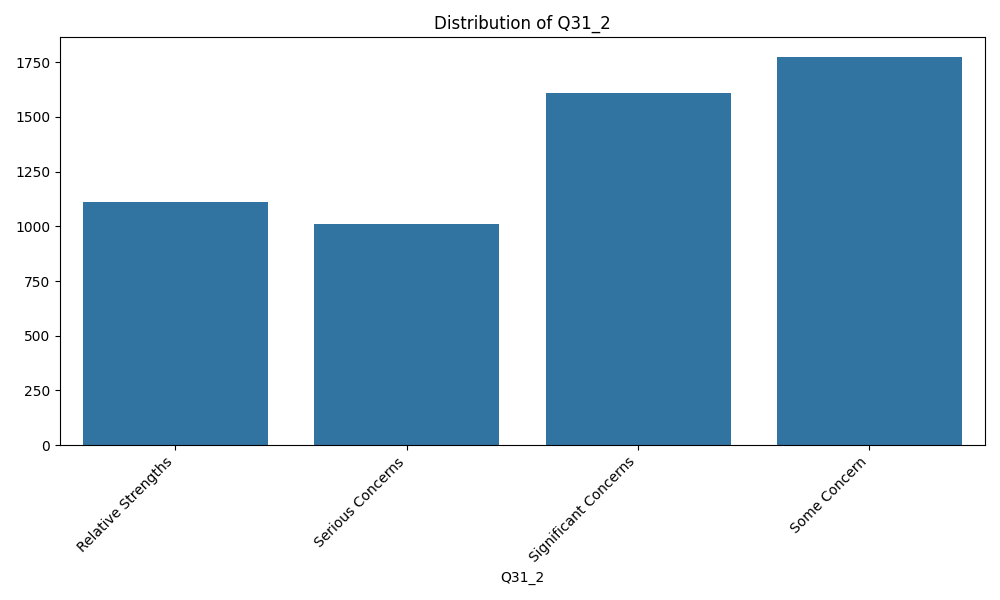 Distribution of Q31_2
1750
1500
1250
1000
750
500
250
0
Relative Strengths
Serious Concerns
Significant Concerns
Some Concern
Q31_2